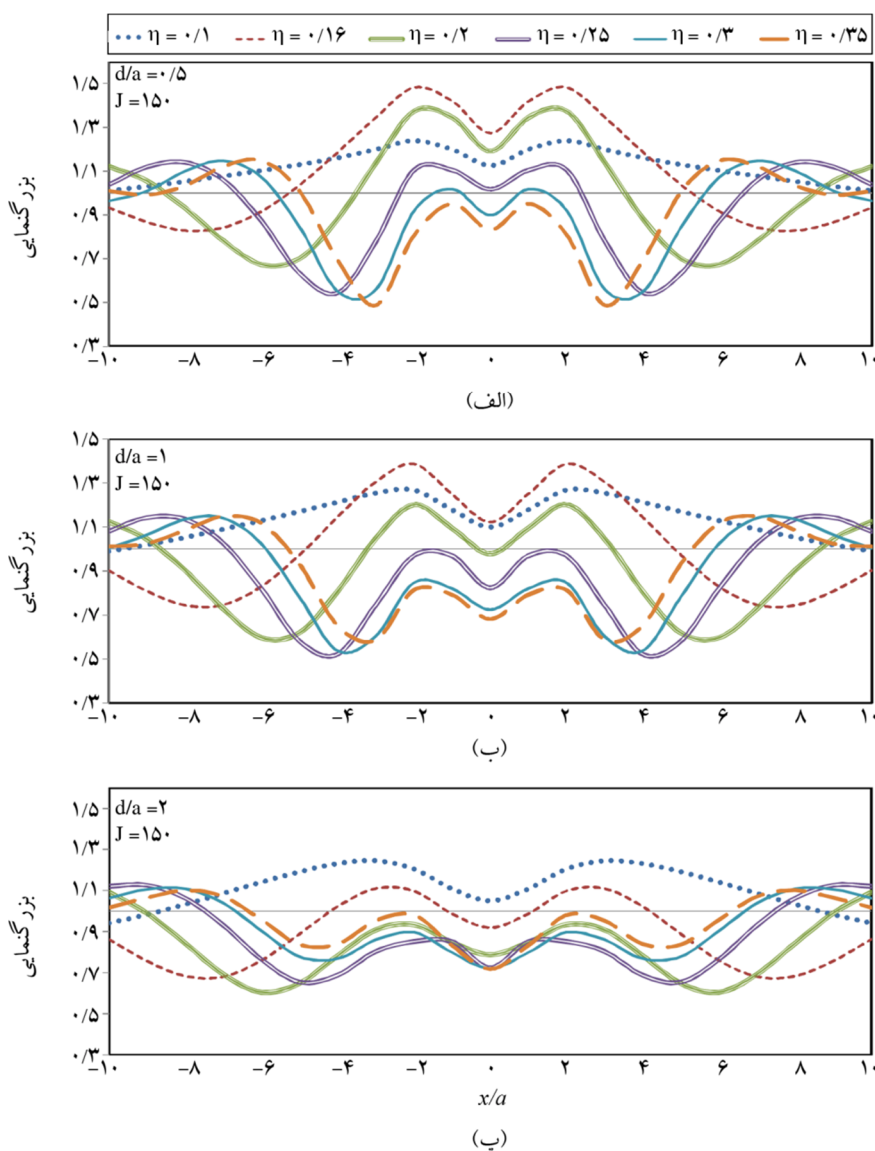 η = ۰/۱ η = ۰/۱۶ η = ۰/۲ η = ۰/۲۵ η = ۰/۳ η = ۰/۳۵
d/a =۰/۵
J =۱۵۰
بزرگنمایی
۱/۵
۱/۳
۱/۱
۰/۹
۰/۷
۰/۵
۰/۳
−۱۰ −۸ −۶ −۴ −۲ ۰ ۲ ۴ ۶ ۸ ۱۰
(الف)
d/a =۱
J =۱۵۰
بزرگنمایی
۱/۵
۱/۳
۱/۱
۰/۹
۰/۷
۰/۵
۰/۳
−۱۰ −۸ −۶ −۴ −۲ ۰ ۲ ۴ ۶ ۸ ۱۰
(ب)
d/a =۲
J =۱۵۰
بزرگنمایی
۱/۵
۱/۳
۱/۱
۰/۹
۰/۷
۰/۵
۰/۳
−۱۰ −۸ −۶ −۴ −۲ ۰ ۲ ۴ ۶ ۸ ۱۰
x/a
(پ)